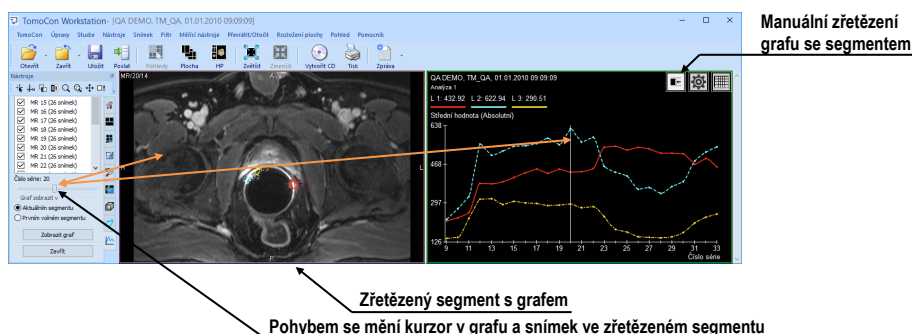 TomoCon Workstation- [QA DEMO, TM_QA, 01.01.2010 09:09:09]
TomoCon Úpravy Studie Nástroje Snímek Filtr Měřící nástroje Převrátit/Otočit Rozložení plochy Pohled Pomocník
Otevřít Zavřít Uložit Poslat Pohledy Plocha HP Zvětšit Zmenšit Vytvořit CD Tisk Zpráva
Manuální zřetězení
grafu se segmentem
Nástroje
MR 15 (26 snímek)
MR 16 (26 snímek)
MR 17 (26 snímek)
MR 18 (26 snímek)
MR 19 (26 snímek)
MR 20 (26 snímek)
MR 21 (26 snímek)
MR 22 (26 snímek)
Číslo série: 20
Graf zobrazit v
Aktuálním segmentu
Prvním volném segmentu
Zobrazit graf
Zavřít
MR/20/14
A
R
L
P
QA DEMO, TM_QA, 01.01.2010 09:09:09
Analýza 1
L 1: 432.92 L 2: 622.94 L 3: 290.51
Střední hodnota (Absolutní)
638
468
297
126
9 11 13 15 17 19 21 23 25 27 29 31 33
Číslo série
Zřetězený segment s grafem
Pohybem se mění kurzor v grafu a snímek ve zřetězeném segmentu